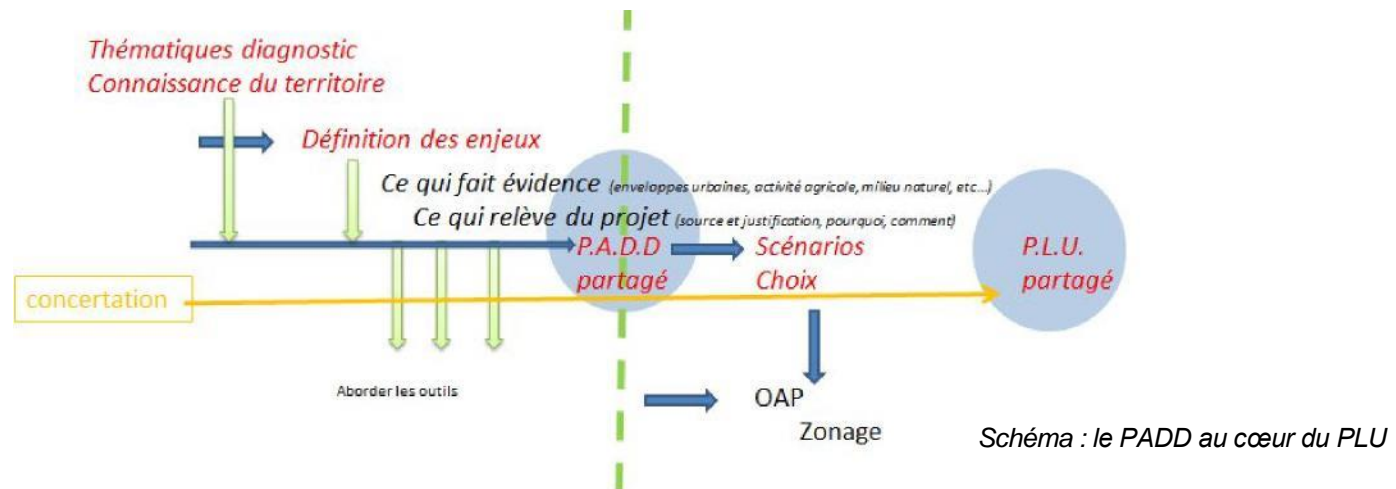 Thématiques diagnostic
Connaissance du territoire
Définition des enjeux
Ce qui fait évidence (enveloppes urbaines, activité agricole, milieu naturel, etc...)
Ce qui relève du projet (source et justification, pourquoi, comment)
P.A.D.D
partagé
Scénarios
Choix
P.L.U.
partagé
concertation
Aborder les outils
OAP
Zonage
Schéma : le PADD au cœur du PLU